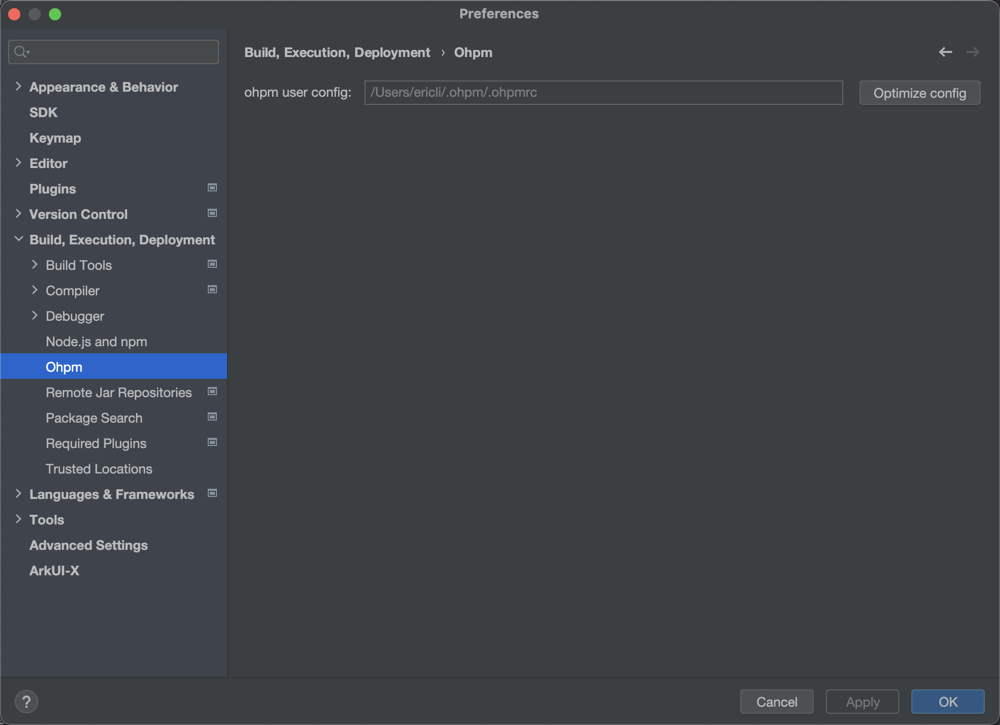 Preferences
Build, Execution, Deployment › Ohpm
ohpm user config: /Users/ericli/.ohpm/.ohpmrc Optimize config
Appearance & Behavior
SDK
Keymap
Editor
Plugins
Version Control
Build, Execution, Deployment
Build Tools
Compiler
Debugger
Node.js and npm
Ohpm
Remote Jar Repositories
Package Search
Required Plugins
Trusted Locations
Languages & Frameworks
Tools
Advanced Settings
ArkUI-X
? Cancel Apply OK